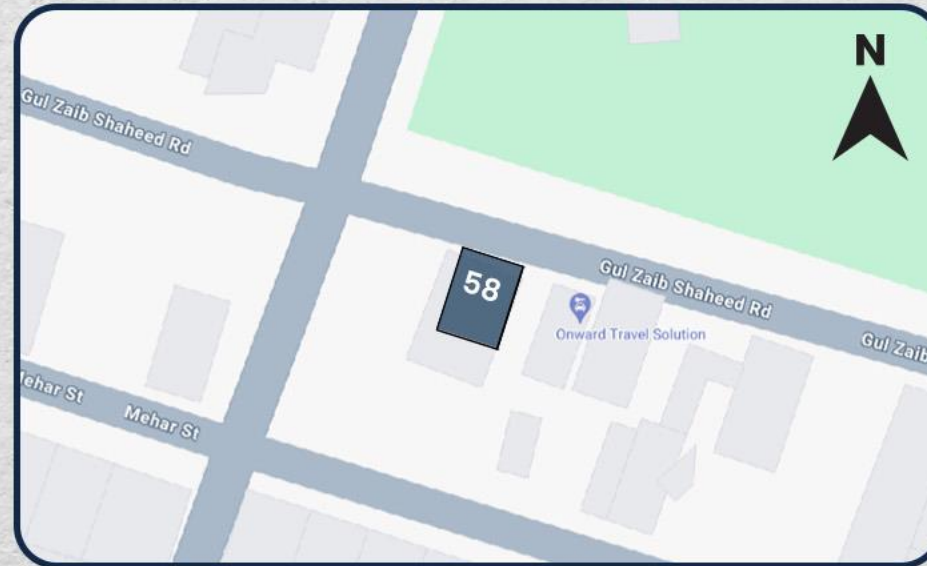 N
Gul Zaib Shaheed Rd
58
Gul Zaib Shaheed Rd
Onward Travel Solution
Gul Zaib
Mehar St
Mehar St